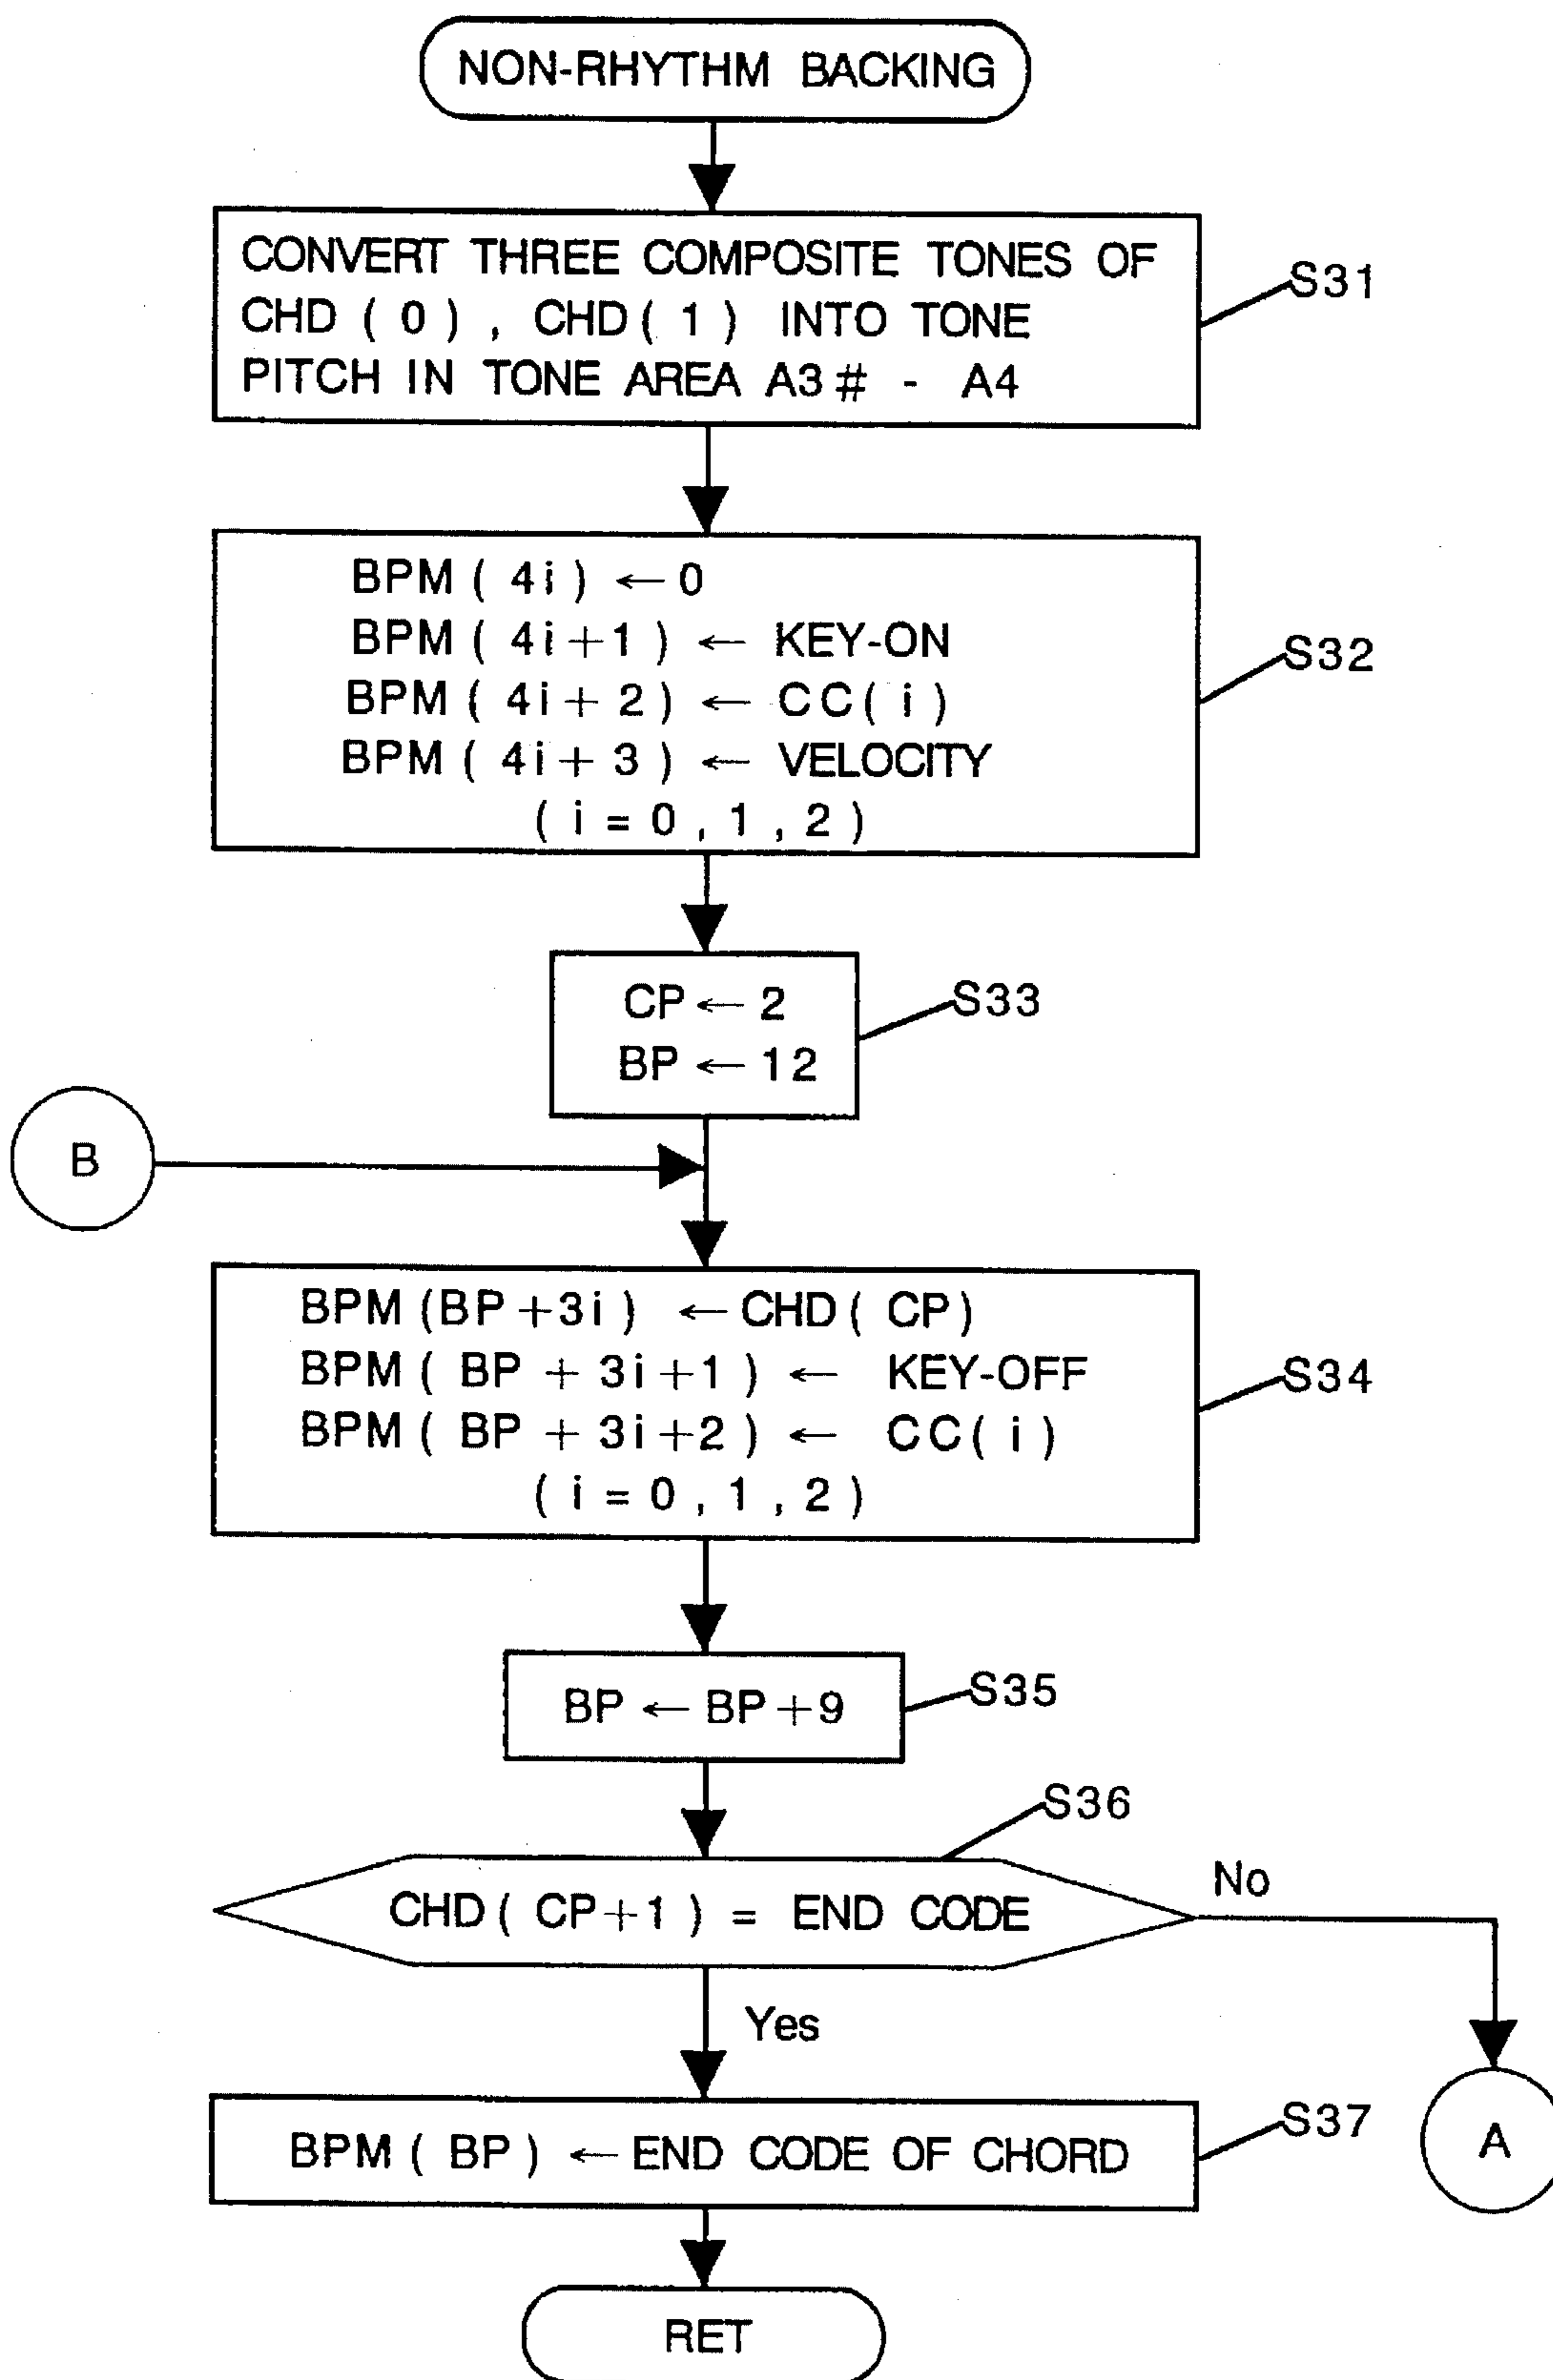 NON-RHYTHM BACKING
CONVERT THREE COMPOSITE TONES OF
CHD ( 0 ) , CHD ( 1 ) INTO TONE
PITCH IN TONE AREA A3 # - A4
S31
BPM ( 4i ) ← 0
BPM ( 4i+1 ) ← KEY-ON
BPM ( 4i+ 2 ) ← CC( i )
BPM ( 4i+ 3 ) ← VELOCITY
( i = 0 , 1 , 2 )
S32
CP ← 2
BP ← 12
S33
B
BPM (BP +3i ) ← CHD ( CP )
BPM ( BP + 3i+1 ) ← KEY-OFF
BPM ( BP + 3i+2 ) ← CC( i )
( i = 0 , 1 , 2 )
S34
BP ← BP +9
S35
S36
CHD ( CP+1 ) = END CODE
No
Yes
A
BPM ( BP ) ← END CODE OF CHORD
S37
RET